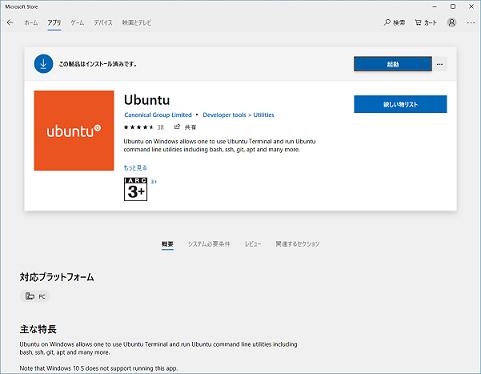 Microsoft Store
ホーム アプリ ゲーム デバイス 映画とテレビ 検索 カート
この製品はインストール済みです。 起動
ubuntu
Ubuntu
Canonical Group Limited • Developer tools > Utilities
38 共有
欲しい物リスト
Ubuntu on Windows allows one to use Ubuntu Terminal and run Ubuntu
command line utilities including bash, ssh, git, apt and many more.
もっと見る
IARC
3+
3+
概要 システム必要条件 レビュー 関連するセクション
対応プラットフォーム
PC
主な特長
Ubuntu on Windows allows one to use Ubuntu Terminal and run Ubuntu command line utilities including
bash, ssh, git, apt and many more.
Note that Windows 10 S does not support running this app.